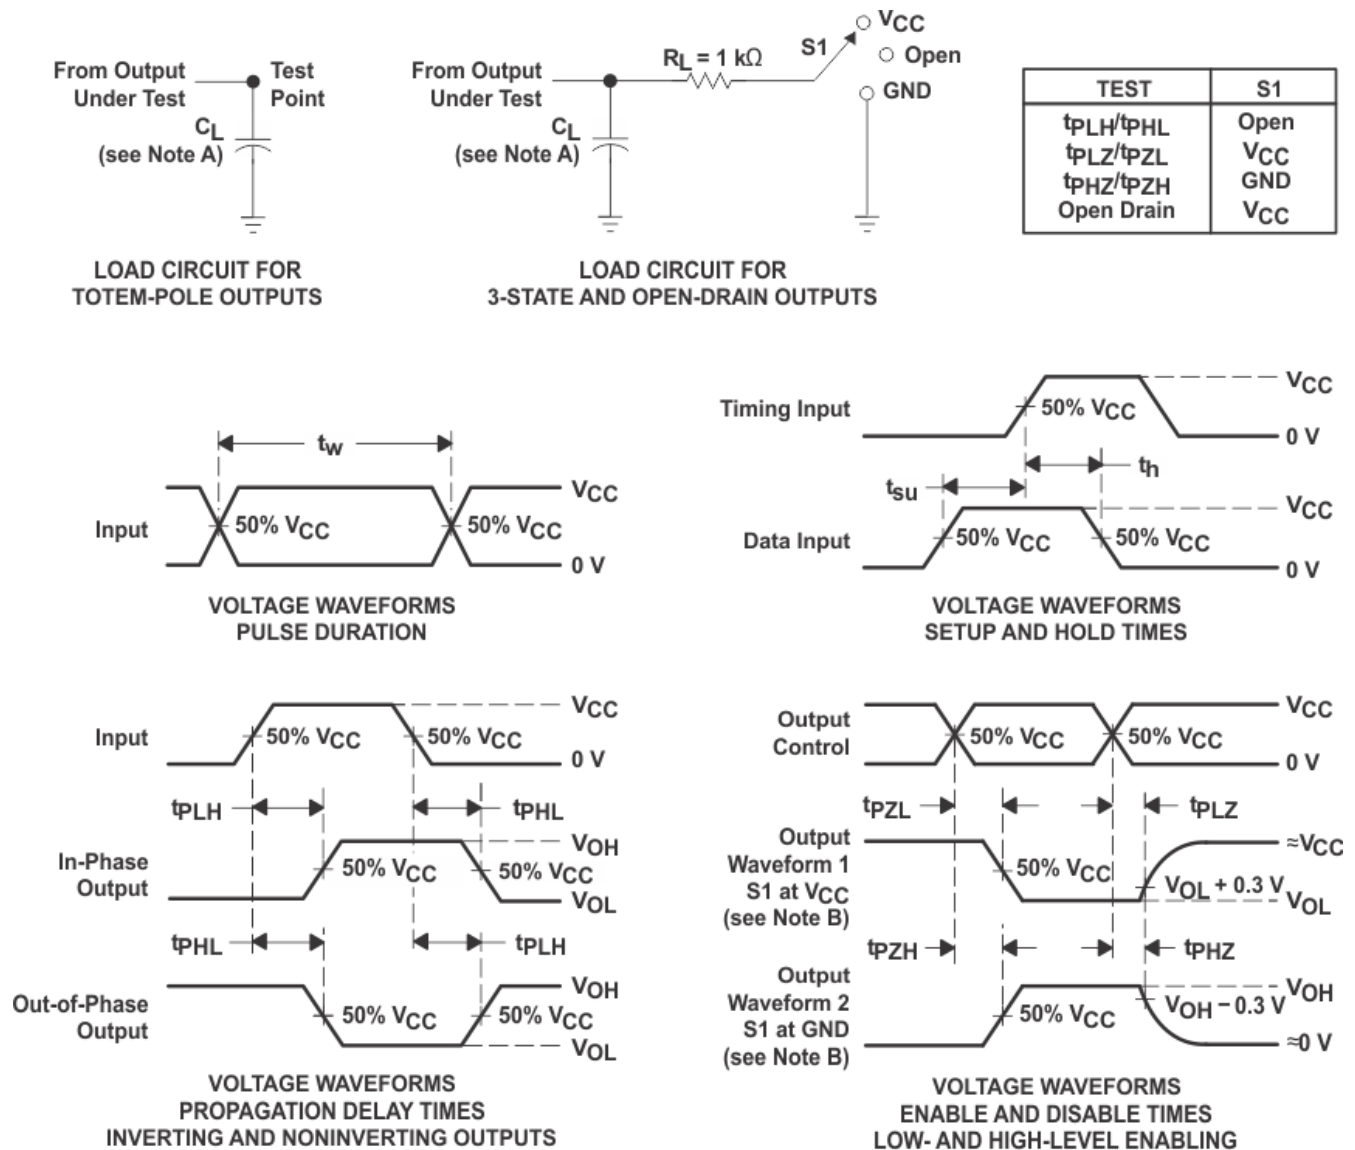 From Output
Under Test
Test
Point
CL
(see Note A)
LOAD CIRCUIT FOR
TOTEM-POLE OUTPUTS
From Output
Under Test
CL
(see Note A)
RL = 1 kΩ
S1
VCC
Open
GND
LOAD CIRCUIT FOR
3-STATE AND OPEN-DRAIN OUTPUTS
TEST S1
tPLH/tPHL Open
tPLZ/tPZL VCC
tPHZ/tPZH GND
Open Drain VCC
tw
Input
50% VCC
50% VCC
VCC
0 V
VOLTAGE WAVEFORMS
PULSE DURATION
Timing Input
50% VCC
VCC
0 V
th
tsu
Data Input
50% VCC
50% VCC
VCC
0 V
VOLTAGE WAVEFORMS
SETUP AND HOLD TIMES
Input
50% VCC
50% VCC
VCC
0 V
tPLH
tPHL
In-Phase
Output
50% VCC
50% VCC
VOH
VOL
tPHL
tPLH
Out-of-Phase
Output
50% VCC
50% VCC
VOH
VOL
VOLTAGE WAVEFORMS
PROPAGATION DELAY TIMES
INVERTING AND NONINVERTING OUTPUTS
Output
Control
50% VCC
50% VCC
VCC
0 V
tPZL
tPLZ
Output
Waveform 1
S1 at VCC
(see Note B)
50% VCC
VOL + 0.3 V
≈VCC
VOL
tPZH
tPHZ
Output
Waveform 2
S1 at GND
(see Note B)
50% VCC
VOH − 0.3 V
VOH
≈0 V
VOLTAGE WAVEFORMS
ENABLE AND DISABLE TIMES
LOW- AND HIGH-LEVEL ENABLING